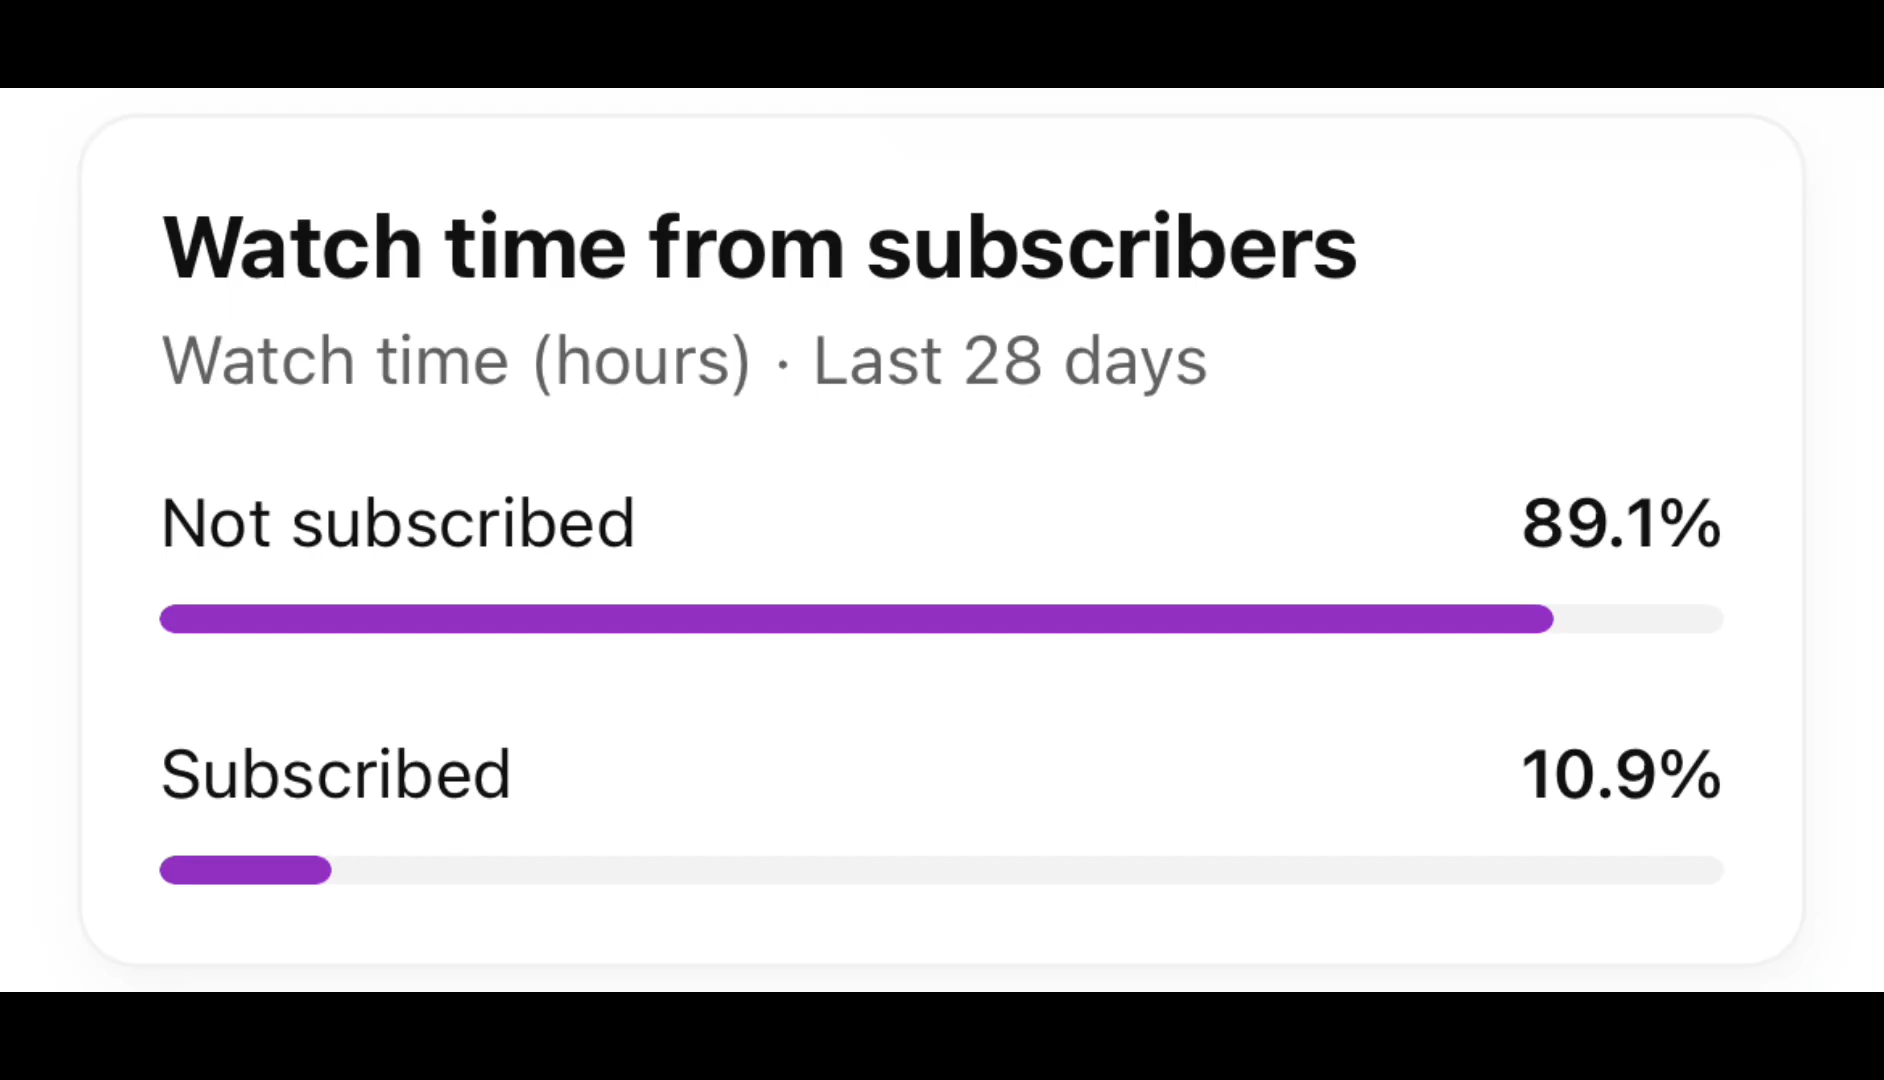 Watch time from subscribers
Watch time (hours) · Last 28 days
Not subscribed 89.1%
Subscribed 10.9%